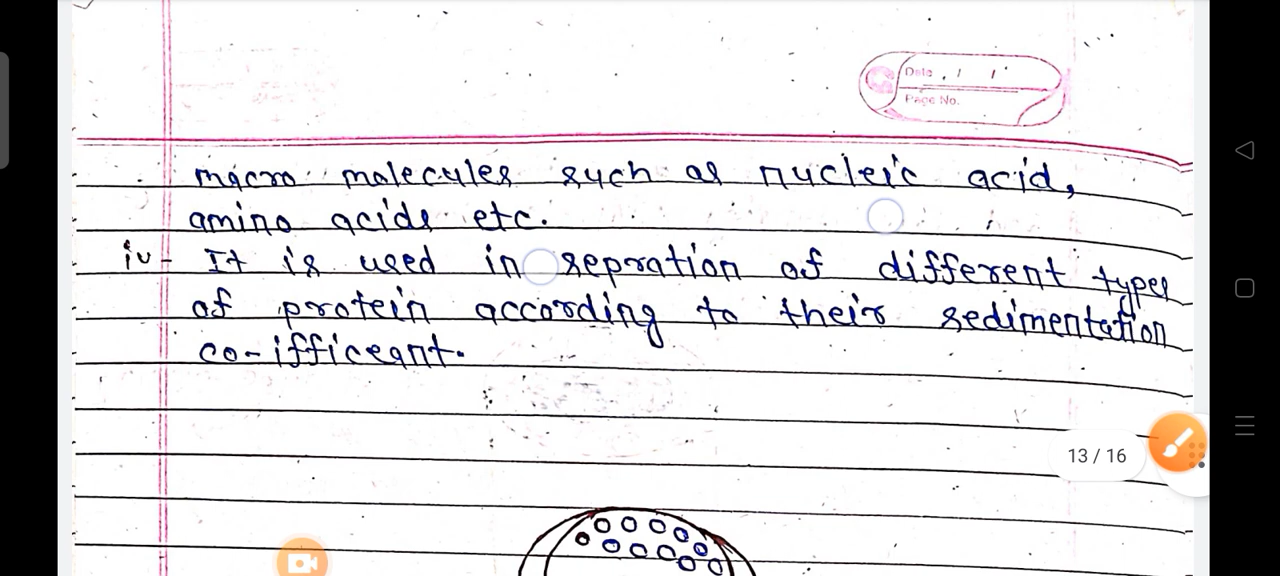 Date / /
Page No.
macro molecules such as nucleic acid,
amino acids etc.
iv- It is used in sepration of different types
of protein according to their sedimentation
co-ifficeant.
13 / 16